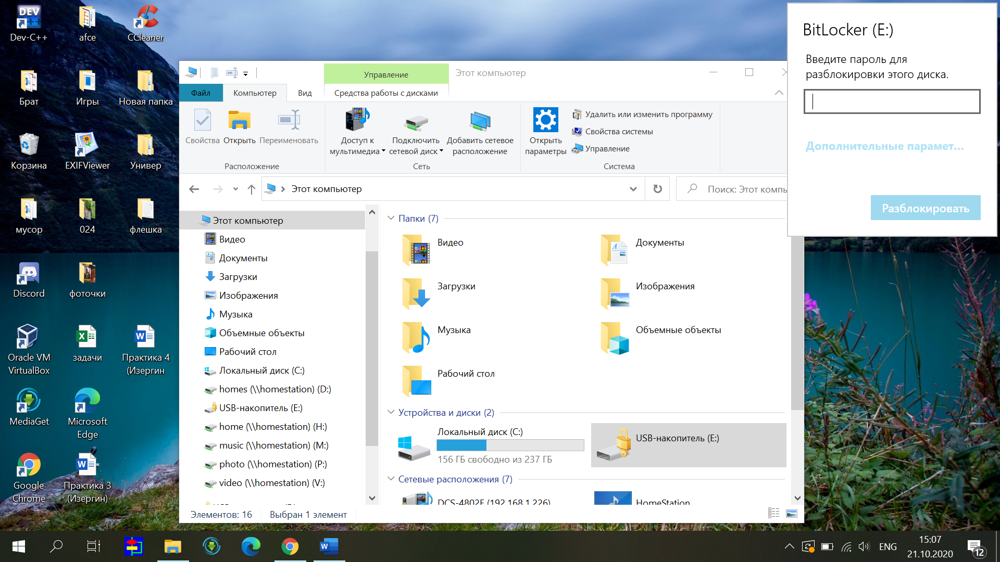 DEV
Dev-C++
afce
CCleaner
Брат
Игры
Новая папка
Корзина
EXIFViewer
Универ
мусор
024
флешка
Discord
фоточки
Oracle VM
VirtualBox
задачи
Практика 4
(Изергин
MediaGet
Microsoft
Edge
Google
Chrome
Практика 3
(Изергин)
Управление
Этот компьютер
Файл
Компьютер
Вид
Средства работы с дисками
Свойства
Открыть
Переименовать
Расположение
Доступ к
мультимедиа
Подключить
сетевой диск
Добавить сетевое
расположение
Сеть
Открыть
параметры
Удалить или изменить программу
Свойства системы
Управление
Система
Этот компьютер
Поиск: Этот компь
Этот компьютер
Видео
Документы
Загрузки
Изображения
Музыка
Объемные объекты
Рабочий стол
Локальный диск (C:)
homes (\\homestation) (D:)
USB-накопитель (E:)
home (\\homestation) (H:)
music (\\homestation) (M:)
photo (\\homestation) (P:)
video (\\homestation) (V:)
Папки (7)
Видео
Документы
Загрузки
Изображения
Музыка
Объемные объекты
Рабочий стол
Устройства и диски (2)
Локальный диск (C:)
156 ГБ свободно из 237 ГБ
USB-накопитель (E:)
Сетевые расположения (7)
HomeStation
Элементов: 16
Выбран 1 элемент
BitLocker (E:)
Введите пароль для
разблокировки этого диска.
Дополнительные парамет...
Разблокировать
ENG
15:07
21.10.2020
12